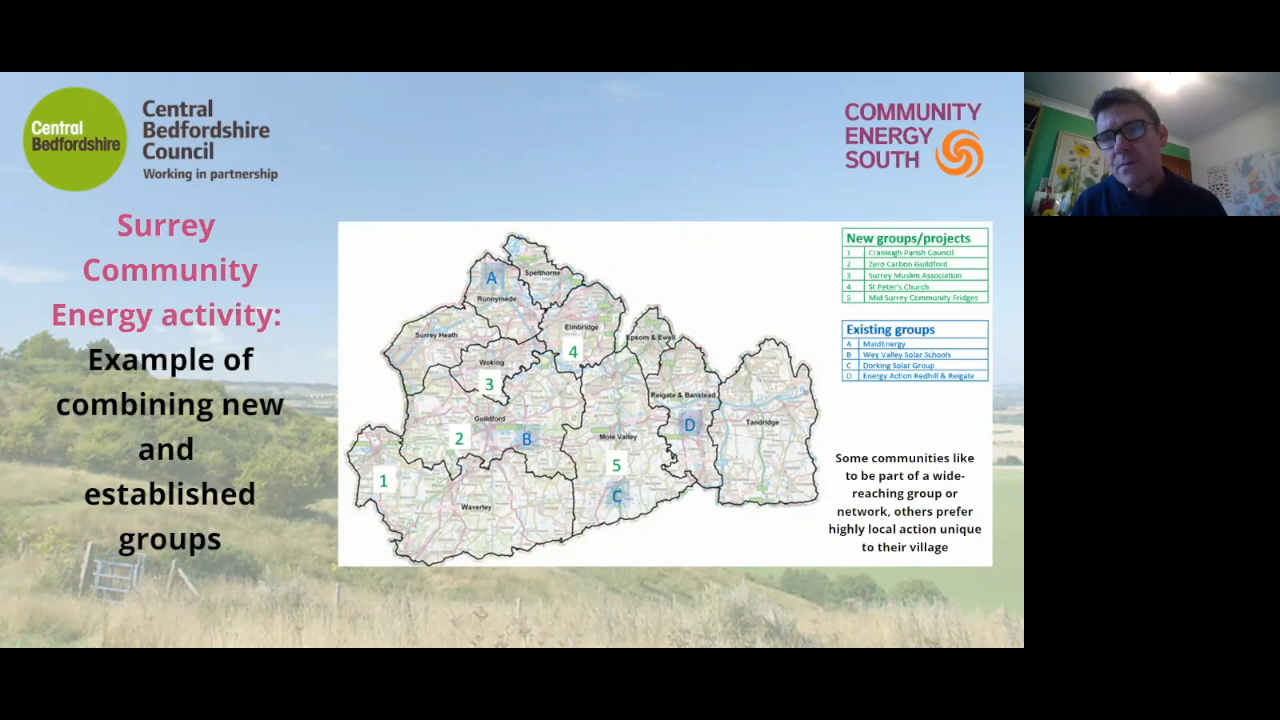 Central
Bedfordshire
Central
Bedfordshire
Council
Working in partnership
COMMUNITY
ENERGY
SOUTH
Surrey
Community
Energy activity:
Example of
combining new
and
established
groups
A
Spelthorne
Runnymede
Surrey Heath
Elmbridge
Epsom & Ewell
4
Woking
3
Reigate & Banstead
Guildford
2
B
Mole Valley
D
Tandridge
1
5
C
Waverley
New groups/projects
1 Cranleigh Parish Council
2 Zero Carbon Guildford
3 Surrey Muslim Association
4 St Peter's Church
5 Mid Surrey Community Fridges
Existing groups
A MaidEnergy
B Wey Valley Solar Schools
C Dorking Solar Group
D Energy Action Redhill & Reigate
Some communities like
to be part of a wide-
reaching group or
network, others prefer
highly local action unique
to their village